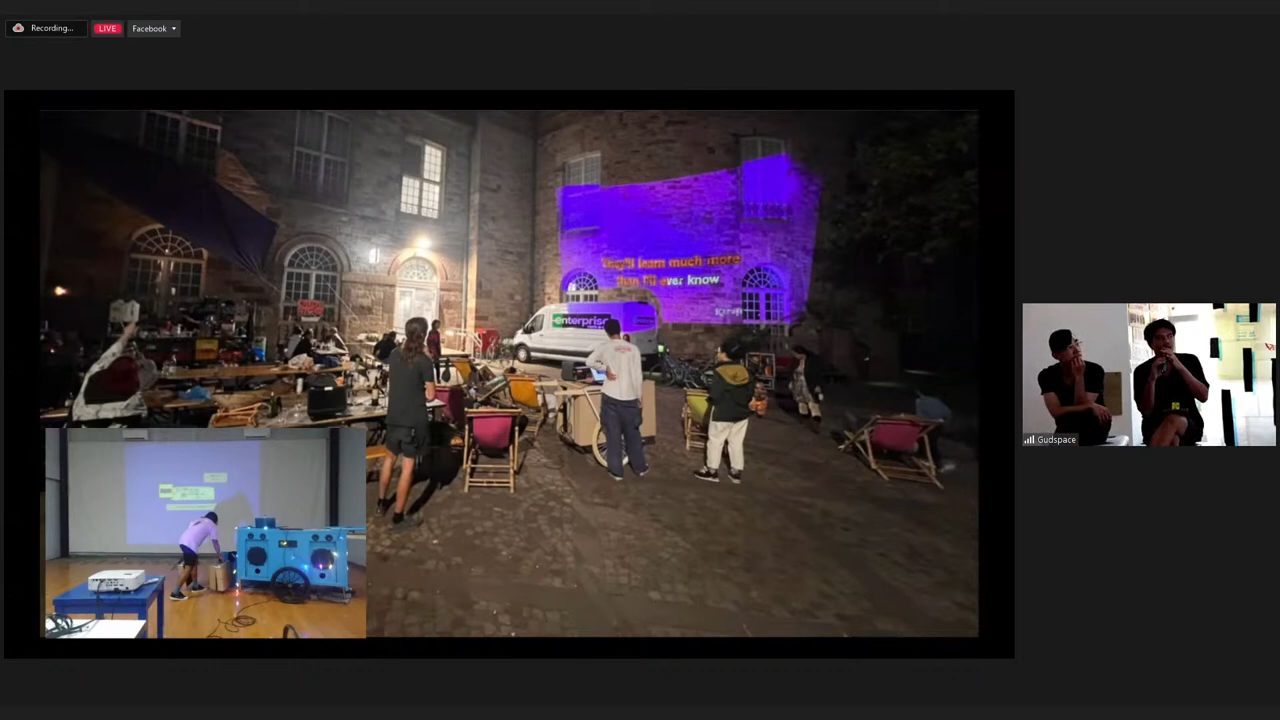 Recording...
LIVE
Facebook
They'll learn much more
than I'll ever know
enterprise
Gudspace